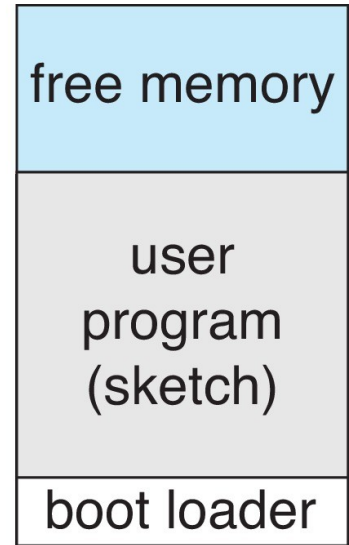 free memory
user
program
(sketch)
boot loader